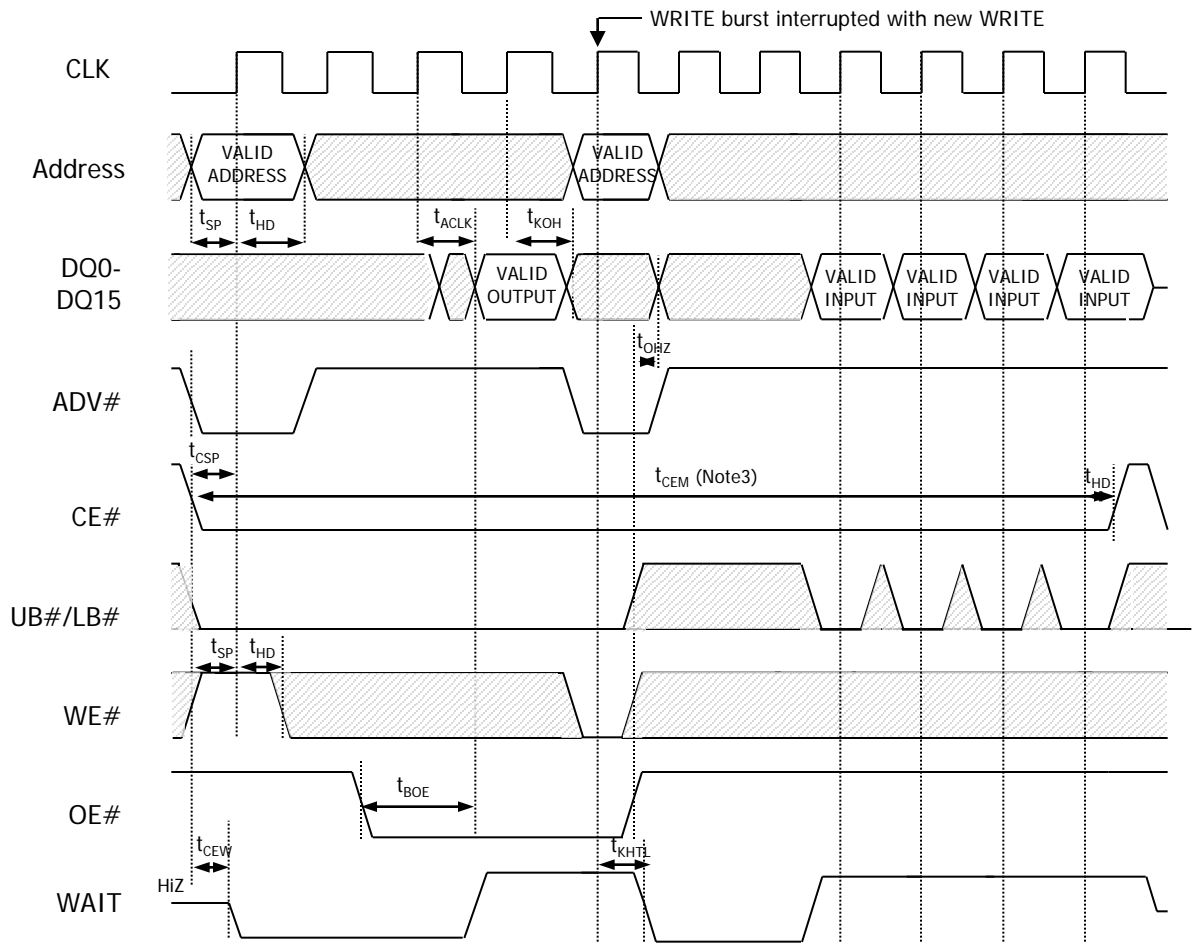 WRITE burst interrupted with new WRITE
CLK
Address
VALID
ADDRESS
VALID
ADDRESS
tSP
tHD
tACLK
tKOH
DQ0-
DQ15
VALID
OUTPUT
VALID
INPUT
VALID
INPUT
VALID
INPUT
VALID
INPUT
tOHZ
ADV#
tCSP
tCEM (Note3)
tHD
CE#
UB#/LB#
tSP
tHD
WE#
tBOE
OE#
tCEW
tKHTL
HiZ
WAIT